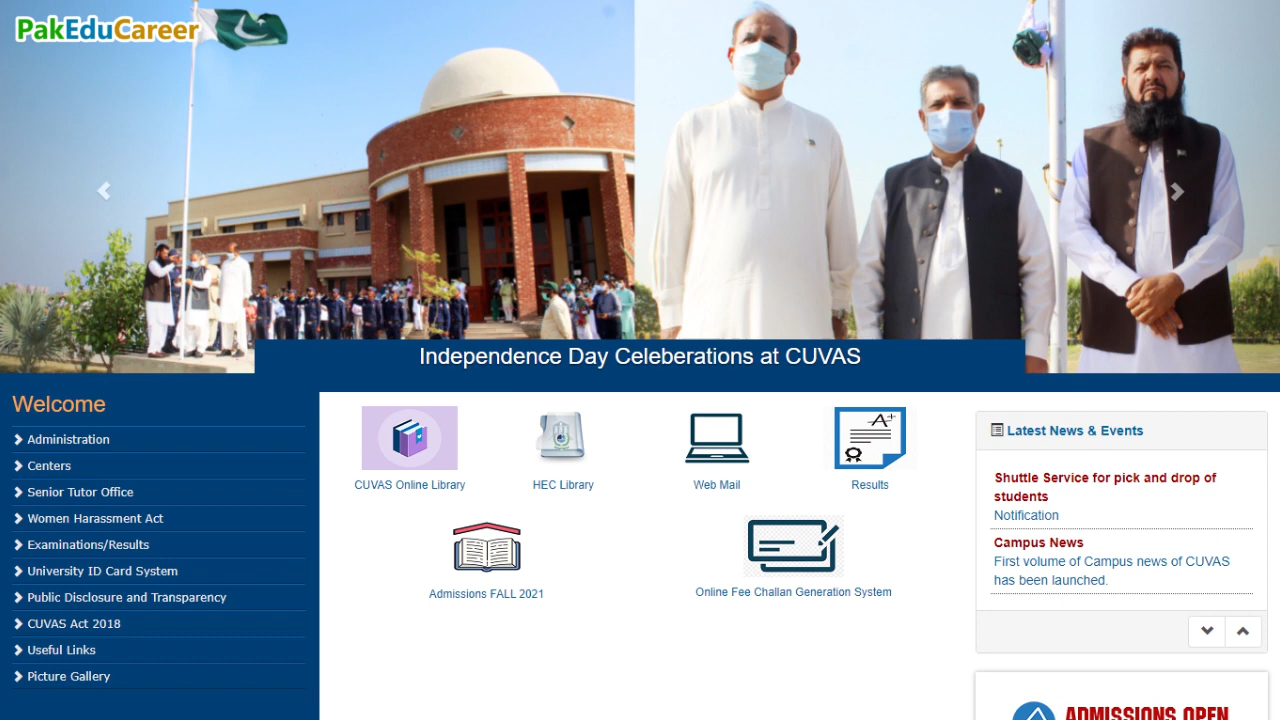 PakEduCareer
Independence Day Celeberations at CUVAS
Welcome
Administration
Centers
Senior Tutor Office
Women Harassment Act
Examinations/Results
University ID Card System
Public Disclosure and Transparency
CUVAS Act 2018
Useful Links
Picture Gallery
CUVAS Online Library
HEC Library
Web Mail
A+
Results
Admissions FALL 2021
Online Fee Challan Generation System
Latest News & Events
Shuttle Service for pick and drop of
students
Notification
Campus News
First volume of Campus news of CUVAS
has been launched.
ADMISSIONS OPEN